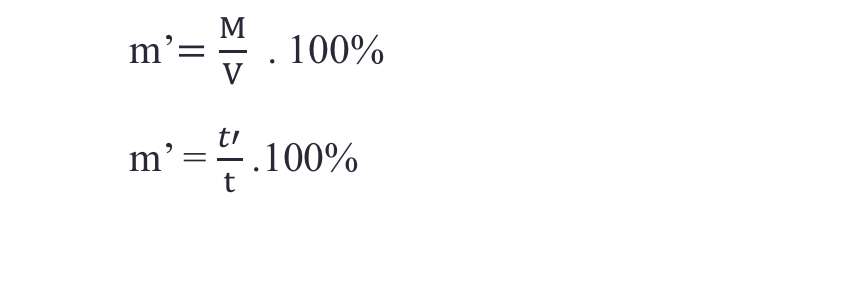 m’= M/V . 100%
m’ = t′/t .100%